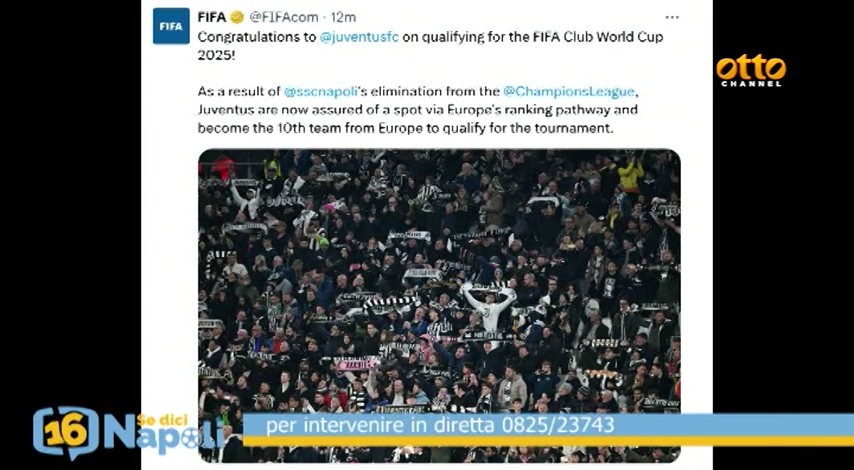 FIFA
FIFA @FIFAcom · 12m
Congratulations to @juventusfc on qualifying for the FIFA Club World Cup
2025!
As a result of @sscnapoli's elimination from the @ChampionsLeague,
Juventus are now assured of a spot via Europe's ranking pathway and
become the 10th team from Europe to qualify for the tournament.
otto
CHANNEL
16
Se dici
Napoli
per intervenire in diretta 0825/23743